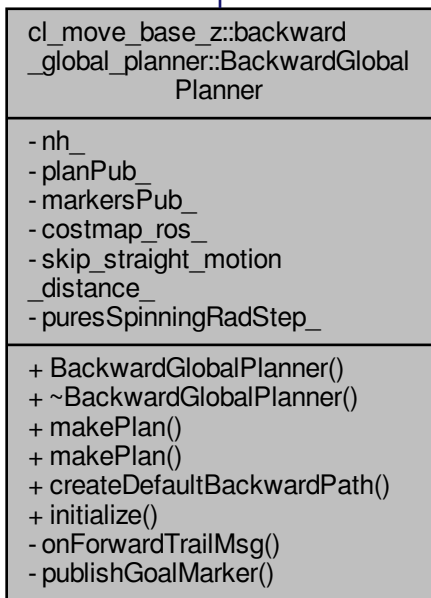 cl_move_base_z::backward
_global_planner::BackwardGlobal
Planner
- nh_
- planPub_
- markersPub_
- costmap_ros_
- skip_straight_motion
_distance_
- puresSpinningRadStep_
+ BackwardGlobalPlanner()
+ ~BackwardGlobalPlanner()
+ makePlan()
+ makePlan()
+ createDefaultBackwardPath()
+ initialize()
- onForwardTrailMsg()
- publishGoalMarker()